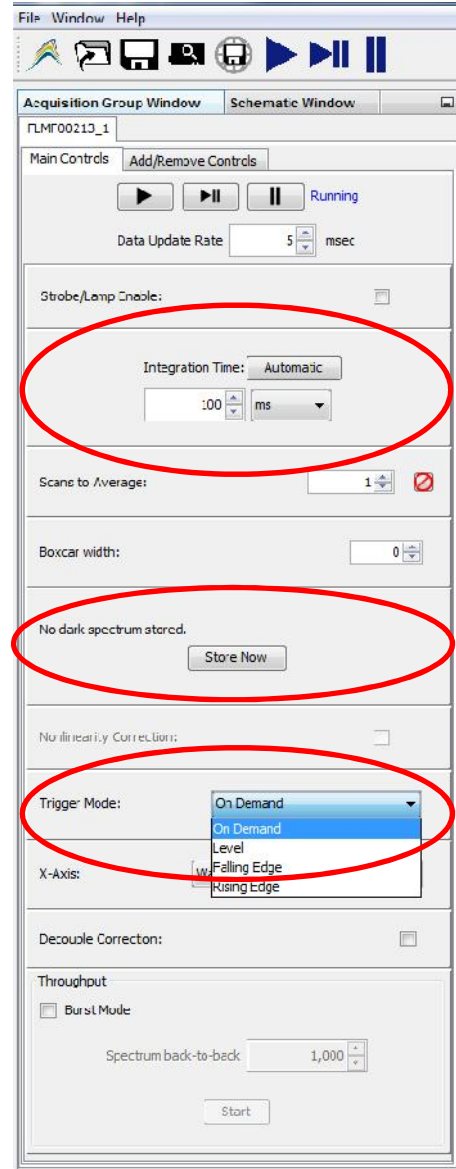 File Window Help
Acquisition Group Window Schematic Window
FLMT00213_1
Main Controls Add/Remove Controls
Running
Data Update Rate 5 msec
Strobe/Lamp Enable:
Integration Time: Automatic
100 ms
Scans to Average: 1
Boxcar width: 0
No dark spectrum stored.
Store Now
Nonlinearity Correction:
Trigger Mode: On Demand
On Demand
Level
X-Axis: Falling Edge
Rising Edge
Decouple Correction:
Throughput
Burst Mode
Spectrum back-to-back 1,000
Start